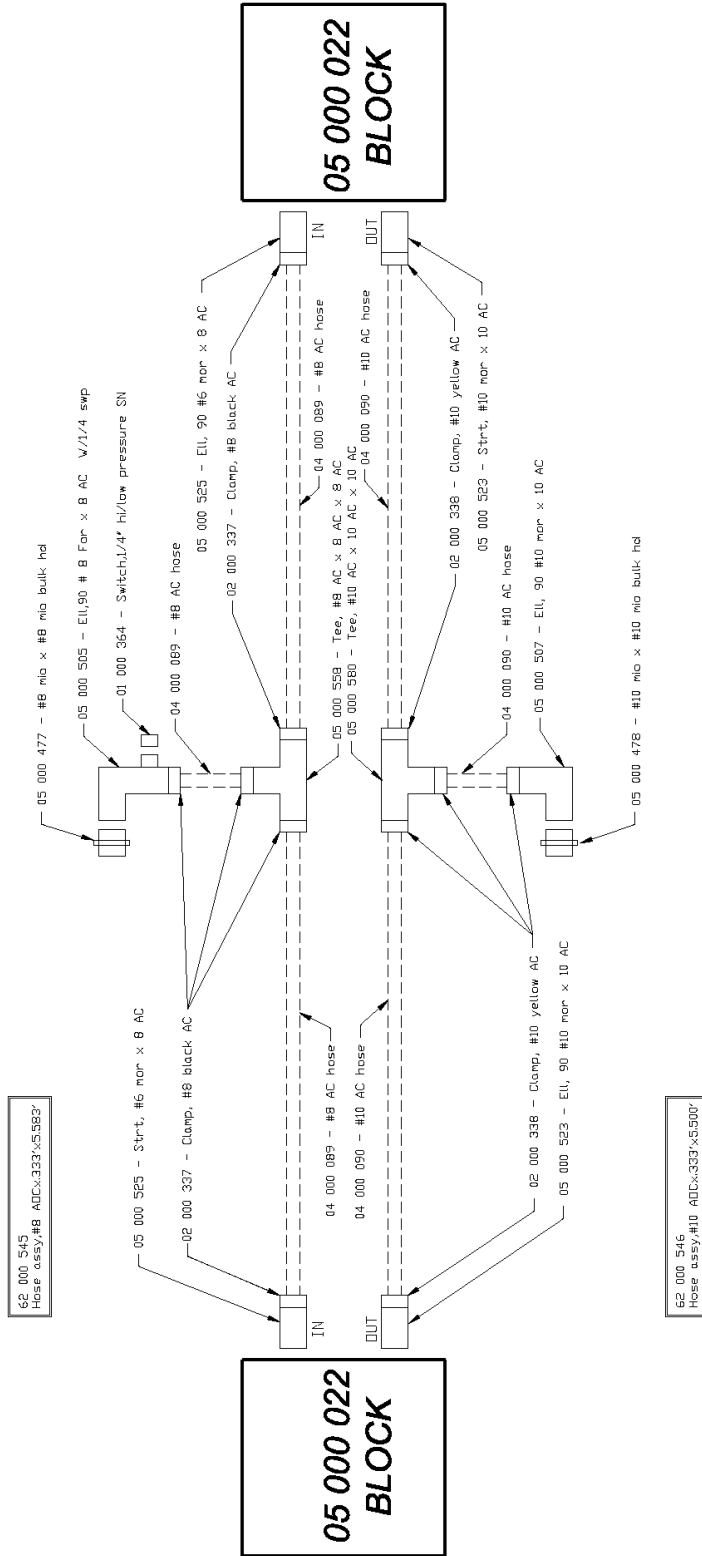 62 000 545
Hose assy,#8 ADCx.333'x5.583'
05 000 477 - #8 mio x #8 mio bulk hd
05 000 505 - Ell,90 # 8 For x 8 AC W/1/4 swp
01 000 364 - Switch,1/4" hi/low pressure SN
04 000 089 - #8 AC hose
05 000 525 - Strt, #6 mor x 8 AC
02 000 337 - Clamp, #8 black AC
05 000 525 - Ell, 90 #6 mor x 8 AC
02 000 337 - Clamp, #8 black AC
05 000 022
BLOCK
IN
OUT
04 000 089 - #8 AC hose
04 000 090 - #10 AC hose
05 000 558 - Tee, #8 AC x 8 AC x 8 AC
05 000 580 - Tee, #10 AC x 10 AC x 10 AC
04 000 089 - #8 AC hose
04 000 090 - #10 AC hose
IN
OUT
05 000 022
BLOCK
02 000 338 - Clamp, #10 yellow AC
05 000 523 - Ell, 90 #10 mor x 10 AC
04 000 090 - #10 AC hose
05 000 507 - Ell, 90 #10 mor x 10 AC
02 000 338 - Clamp, #10 yellow AC
05 000 523 - Strt, #10 mor x 10 AC
05 000 478 - #10 mio x #10 mio bulk hd
62 000 546
Hose assy,#10 ADCx.333'x5.500'